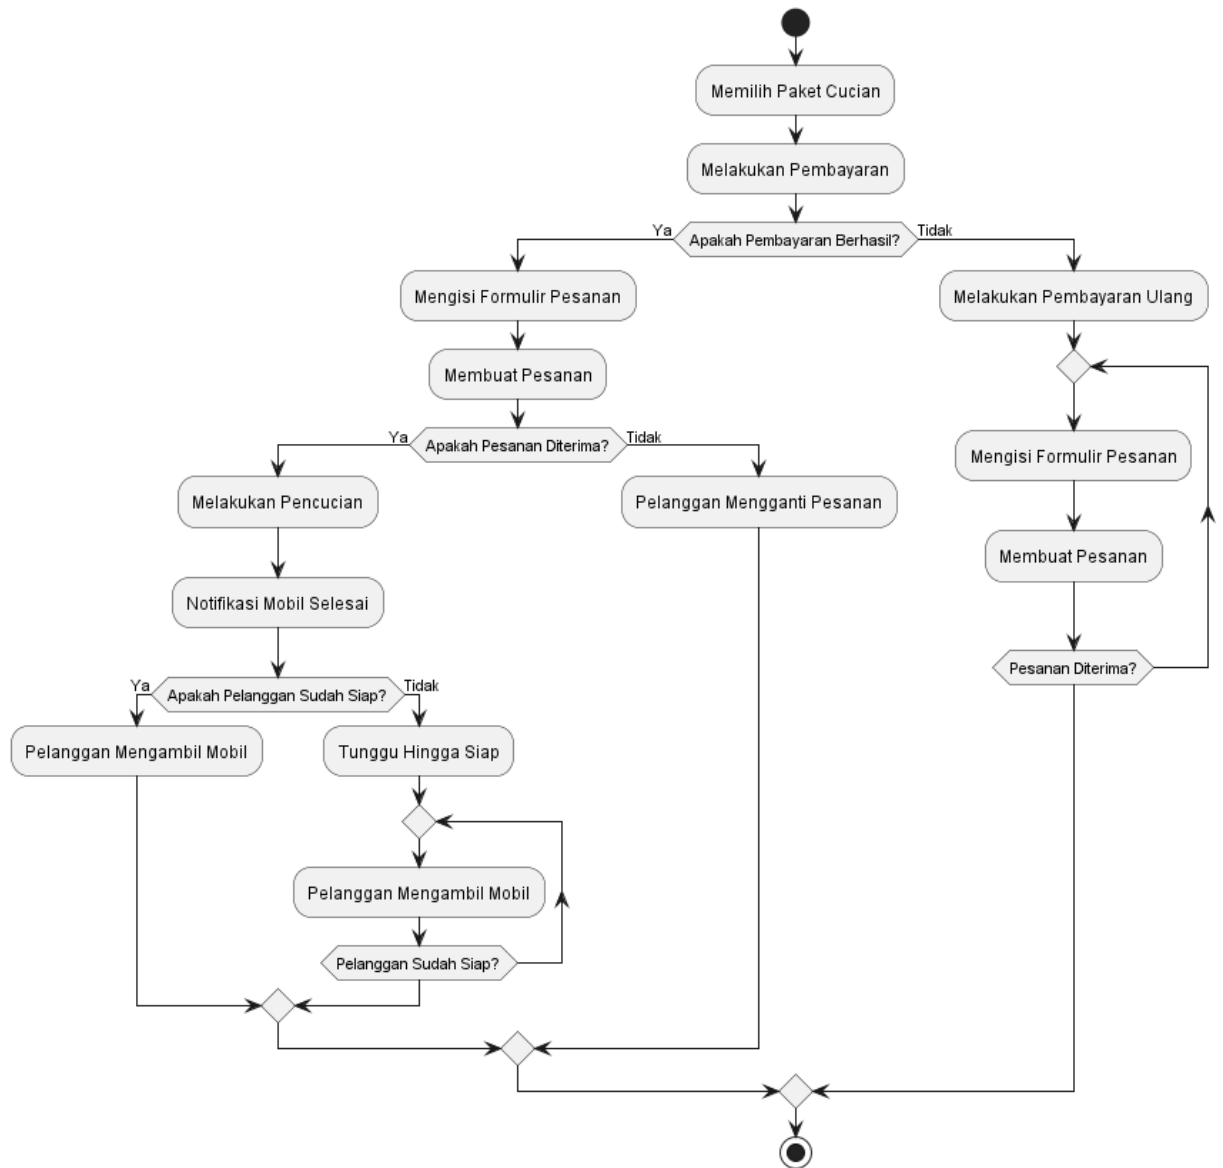 Memilih Paket Cucian
Melakukan Pembayaran
Ya
Apakah Pembayaran Berhasil?
Tidak
Mengisi Formulir Pesanan
Membuat Pesanan
Ya
Apakah Pesanan Diterima?
Tidak
Melakukan Pencucian
Notifikasi Mobil Selesai
Ya
Apakah Pelanggan Sudah Siap?
Tidak
Pelanggan Mengambil Mobil
Tunggu Hingga Siap
Pelanggan Mengambil Mobil
Pelanggan Sudah Siap?
Pelanggan Mengganti Pesanan
Melakukan Pembayaran Ulang
Mengisi Formulir Pesanan
Membuat Pesanan
Pesanan Diterima?